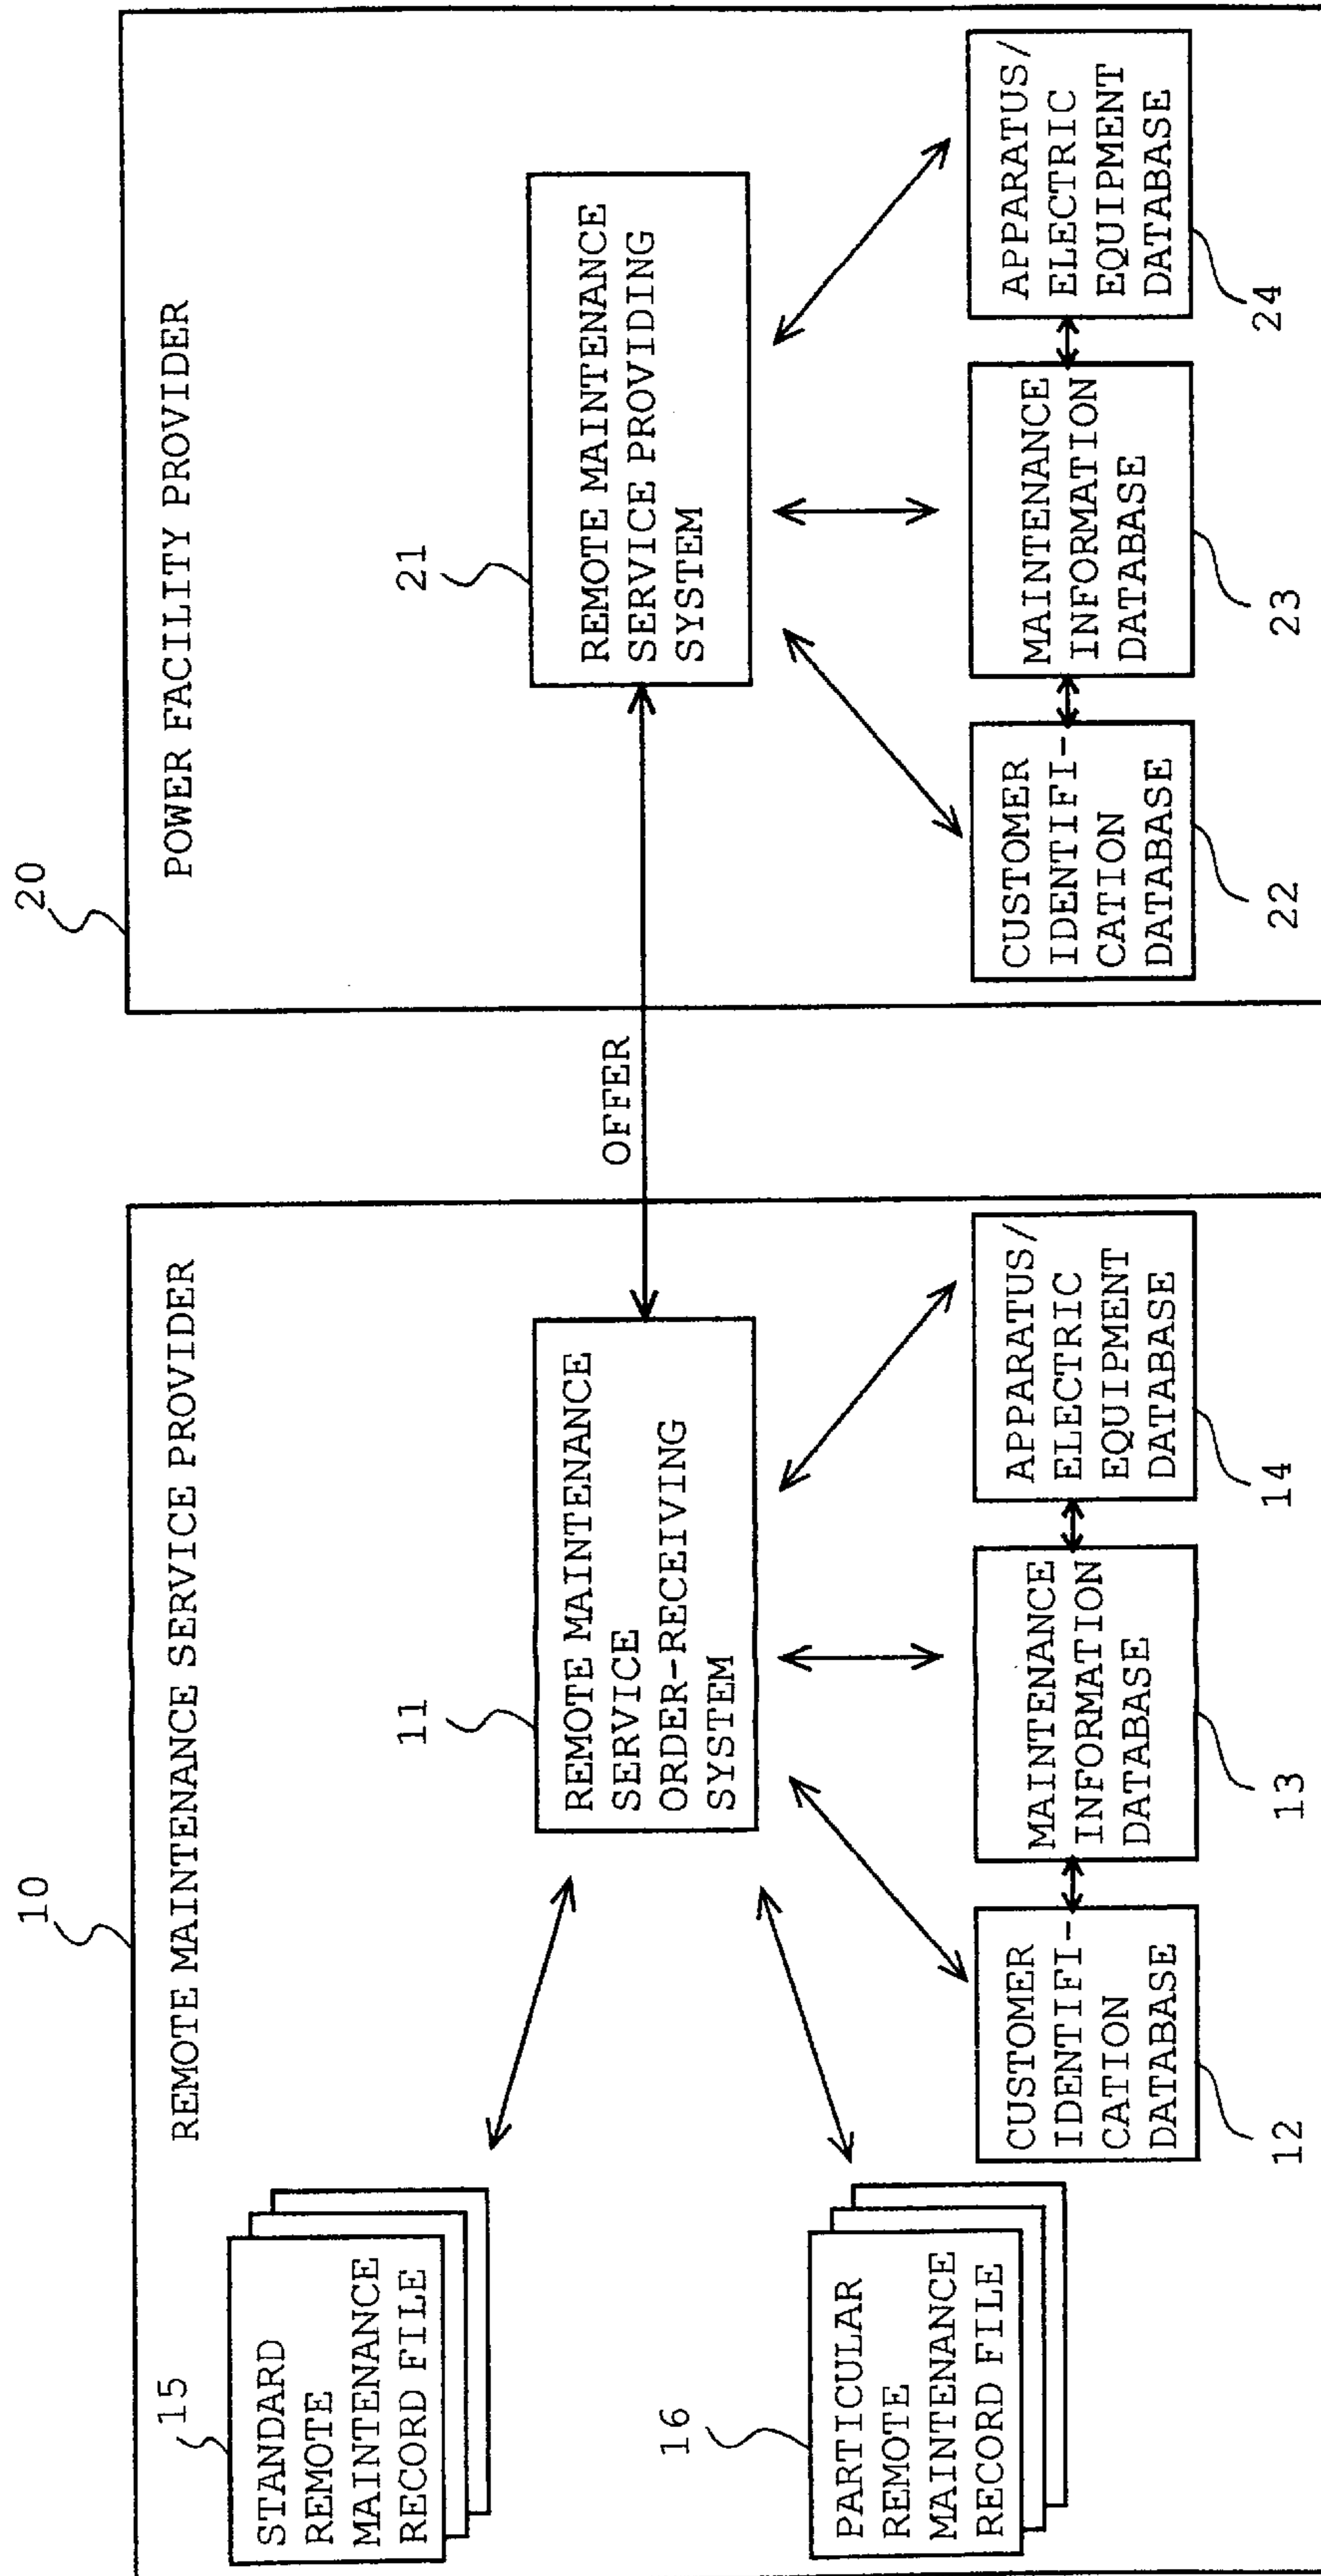 10
REMOTE MAINTENANCE SERVICE PROVIDER
15
STANDARD
REMOTE
MAINTENANCE
RECORD FILE
16
PARTICULAR
REMOTE
MAINTENANCE
RECORD FILE
11
REMOTE MAINTENANCE
SERVICE
ORDER-RECEIVING
SYSTEM
CUSTOMER
IDENTIFI-
CATION
DATABASE
12
MAINTENANCE
INFORMATION
DATABASE
13
APPARATUS/
ELECTRIC
EQUIPMENT
DATABASE
14
OFFER
20
POWER FACILITY PROVIDER
21
REMOTE MAINTENANCE
SERVICE PROVIDING
SYSTEM
CUSTOMER
IDENTIFI-
CATION
DATABASE
22
MAINTENANCE
INFORMATION
DATABASE
23
APPARATUS/
ELECTRIC
EQUIPMENT
DATABASE
24